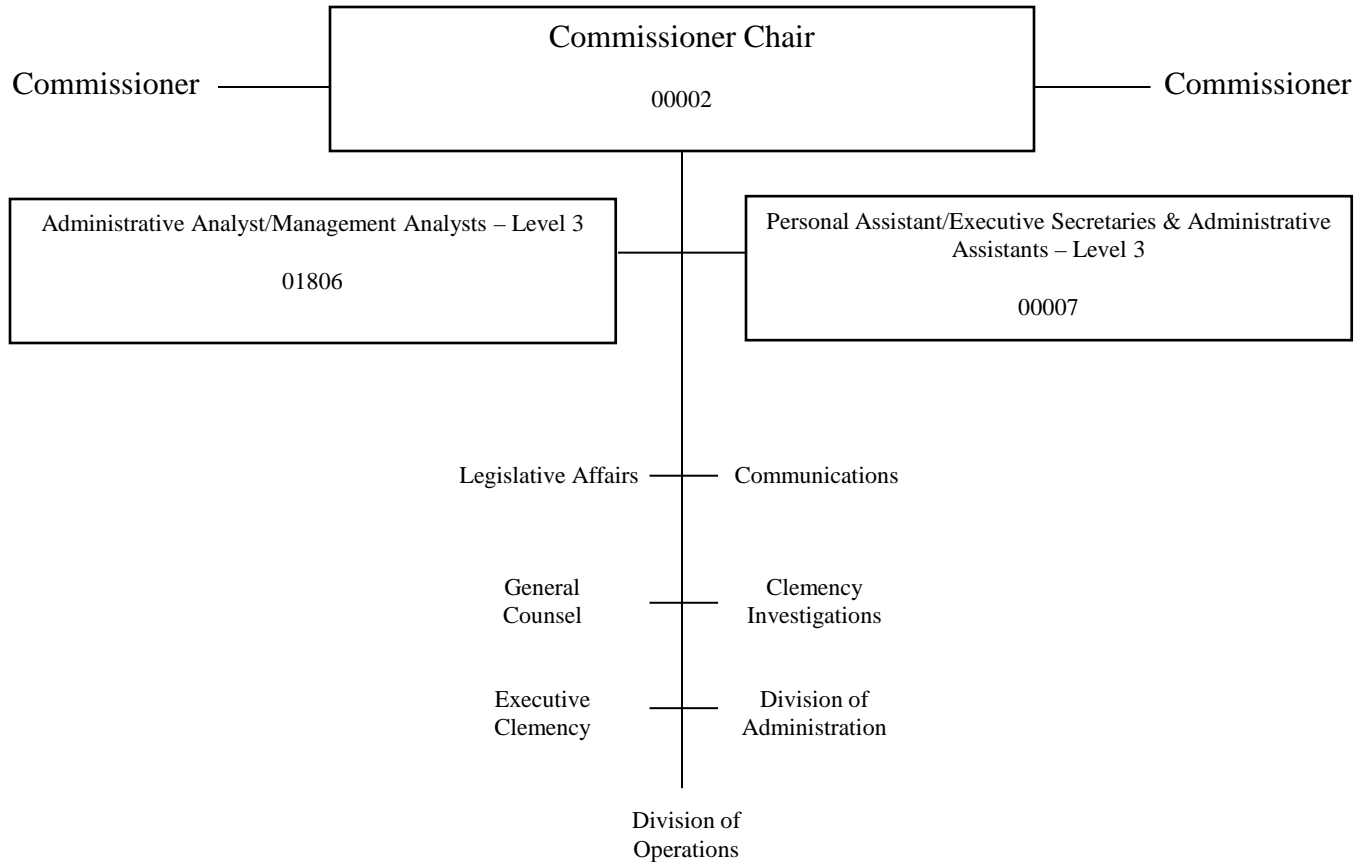 Commissioner Chair
00002
Commissioner
Commissioner
Administrative Analyst/Management Analysts – Level 3
01806
Personal Assistant/Executive Secretaries & Administrative
Assistants – Level 3
00007
Legislative Affairs
Communications
General
Counsel
Clemency
Investigations
Executive
Clemency
Division of
Administration
Division of
Operations